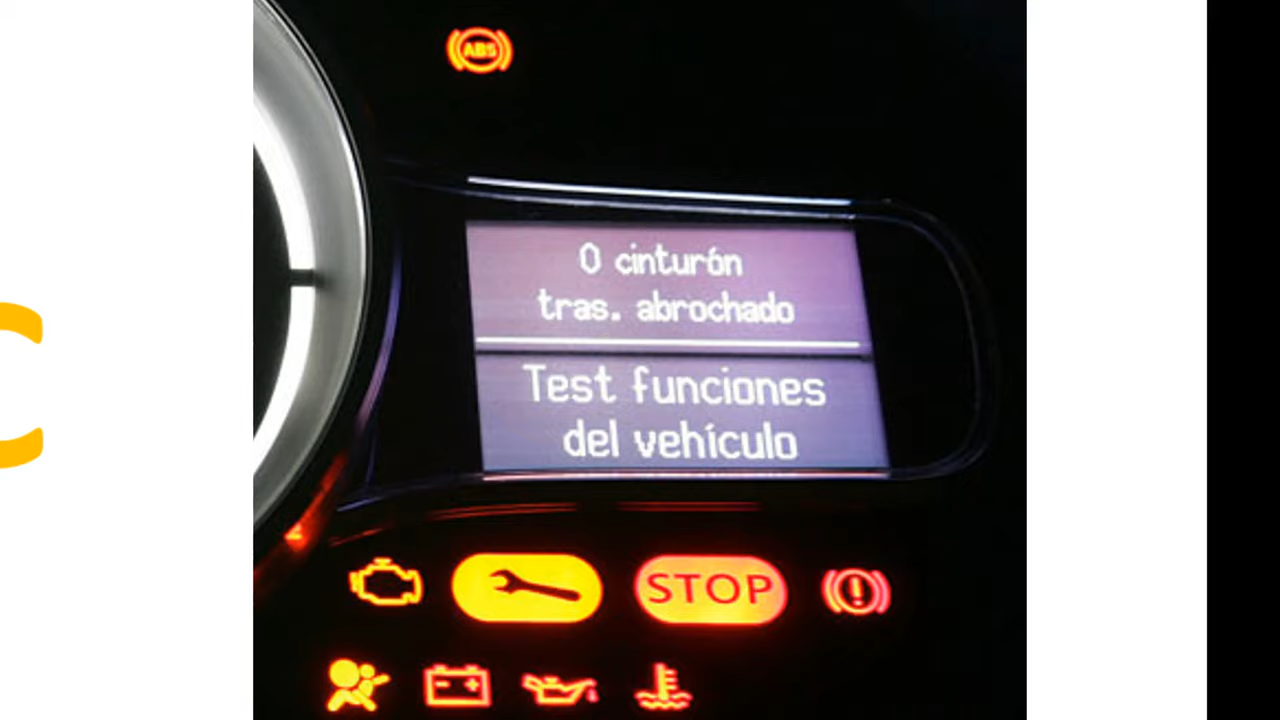 ABS
0 cinturón
tras. abrochado
Test funciones
del vehículo
STOP